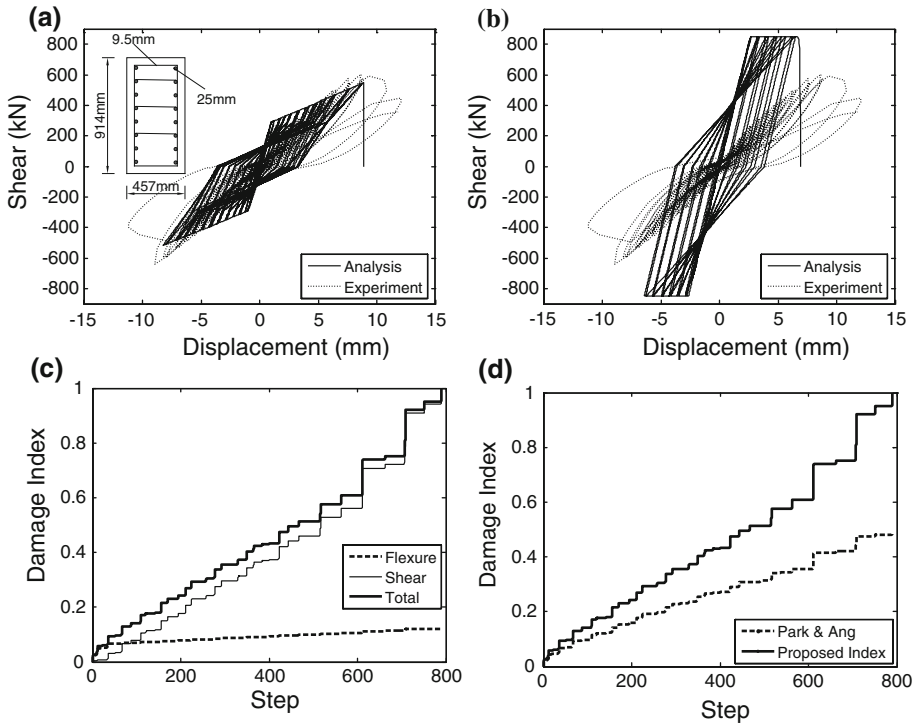 (a)
9.5mm
914mm
25mm
457mm
Shear (kN)
800
600
400
200
0
-200
-400
-600
-800
-15
-10
-5
0
5
10
15
Displacement (mm)
Analysis
Experiment
(b)
Shear (kN)
800
600
400
200
0
-200
-400
-600
-800
-15
-10
-5
0
5
10
15
Displacement (mm)
Analysis
Experiment
(c)
Damage Index
1
0.8
0.6
0.4
0.2
0
0
200
400
600
800
Step
Flexure
Shear
Total
(d)
Damage Index
1
0.8
0.6
0.4
0.2
0
0
200
400
600
800
Step
Park & Ang
Proposed Index